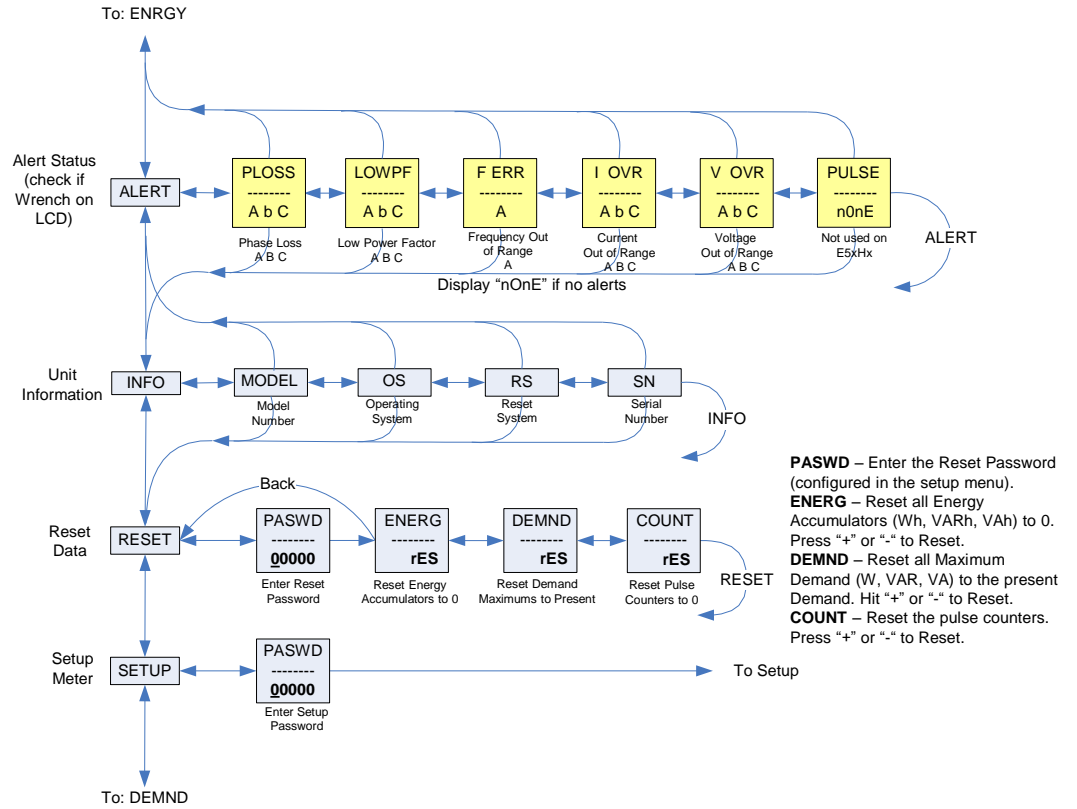 To: ENRGY
Alert Status
(check if
Wrench on
LCD)
ALERT
PLOSS
--------
A b C
Phase Loss
A B C
LOWPF
--------
A b C
Low Power Factor
A B C
F ERR
--------
A
Frequency Out
of Range
A
I OVR
--------
A b C
Current
Out of Range
A B C
V OVR
--------
A b C
Voltage
Out of Range
A B C
PULSE
--------
n0nE
Not used on
E5xHx
ALERT
Display “nOnE” if no alerts
Unit
Information
INFO
MODEL
Model
Number
OS
Operating
System
RS
Reset
System
SN
Serial
Number
INFO
Back
Reset
Data
RESET
PASWD
--------
00000
Enter Reset
Password
ENERG
--------
rES
Reset Energy
Accumulators to 0
DEMND
--------
rES
Reset Demand
Maximums to Present
COUNT
--------
rES
Reset Pulse
Counters to 0
RESET
PASWD – Enter the Reset Password
(configured in the setup menu).
ENERG – Reset all Energy
Accumulators (Wh, VARh, VAh) to 0.
Press “+” or “-“ to Reset.
DEMND – Reset all Maximum
Demand (W, VAR, VA) to the present
Demand. Hit “+” or “-“ to Reset.
COUNT – Reset the pulse counters.
Press “+” or “-“ to Reset.
Setup
Meter
SETUP
PASWD
--------
00000
Enter Setup
Password
To Setup
To: DEMND